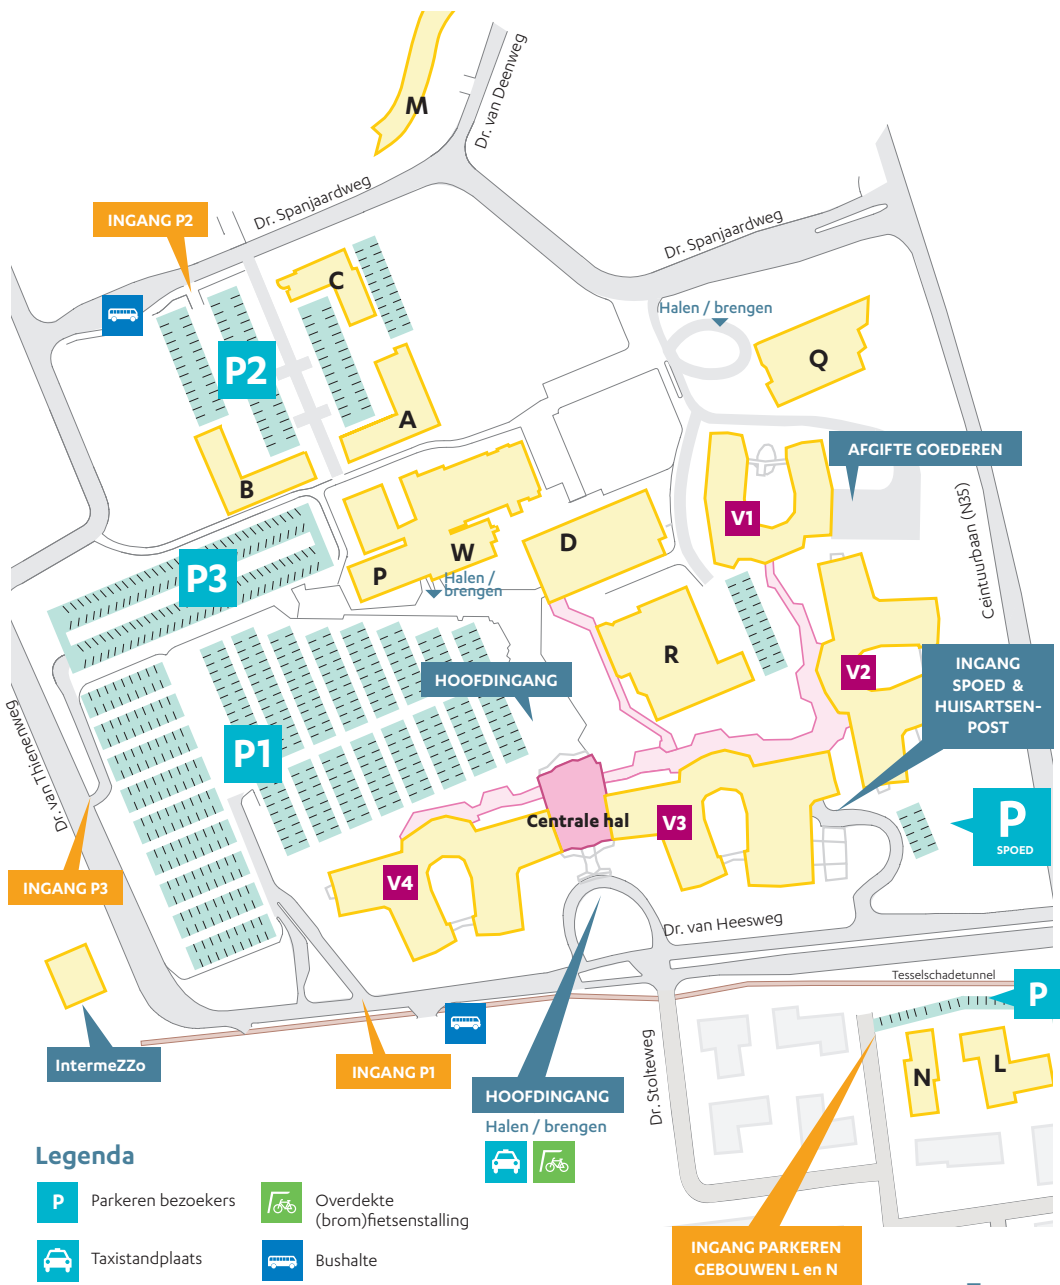 M
Dr. van Deenweg
Dr. Spanjaardweg
INGANG P2
Dr. Spanjaardweg
C
Halen / brengen
P2
Q
A
AFGIFTE GOEDEREN
B
V1
Ceintuurbaan (N35)
W
D
P3
P
Halen /
brengen
R
V2
INGANG
SPOED &
HUISARTSEN-
POST
HOOFDINGANG
Dr. van Thienenweg
P1
Centrale hal
V3
P
SPOED
V4
INGANG P3
Dr. van Heesweg
Tesselschadetunnel
P
IntermeZZo
INGANG P1
Dr. Stolteweg
N
L
HOOFDINGANG
Halen / brengen
Legenda
P
Parkeren bezoekers
Overdekte
(brom)fietsenstalling
Taxistandplaats
Bushalte
INGANG PARKEREN
GEBOUWEN L en N